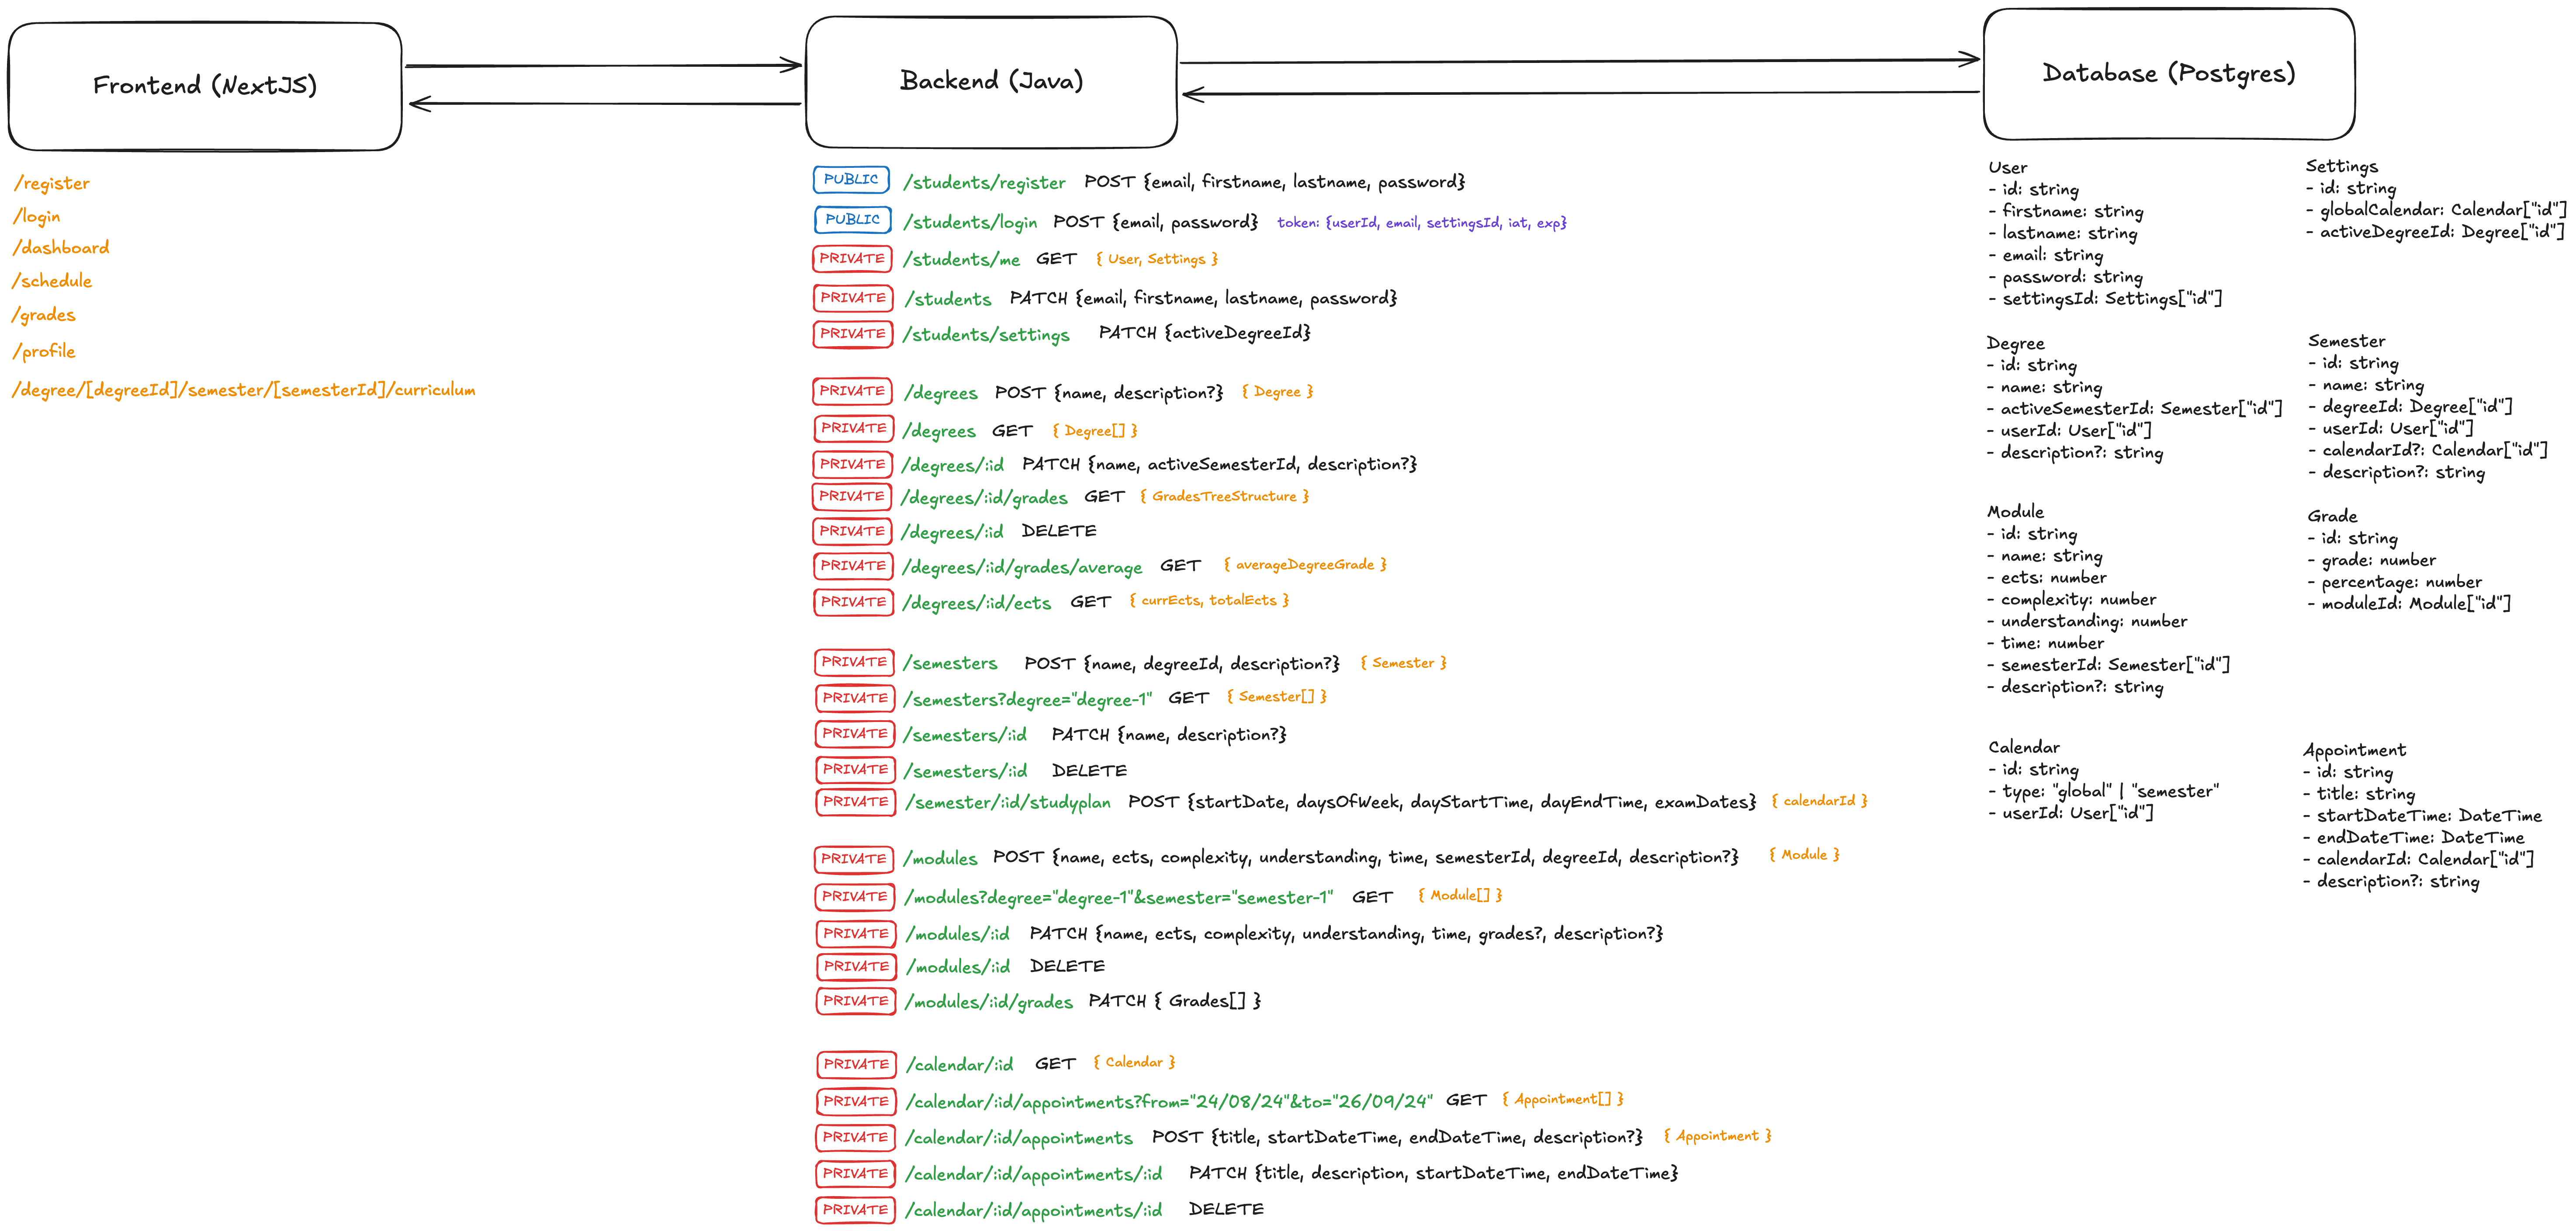 Frontend (NextJS)
Backend (Java)
Database (Postgres)
/register
/login
/dashboard
/schedule
/grades
/profile
/degree/[degreeId]/semester/[semesterId]/curriculum
PUBLIC /students/register POST {email, firstname, lastname, password}
PUBLIC /students/login POST {email, password} token: {userId, email, settingsId, iat, exp}
PRIVATE /students/me GET { User, Settings }
PRIVATE /students PATCH {email, firstname, lastname, password}
PRIVATE /students/settings PATCH {activeDegreeId}
PRIVATE /degrees POST {name, description?} { Degree }
PRIVATE /degrees GET { Degree[] }
PRIVATE /degrees/:id PATCH {name, activeSemesterId, description?}
PRIVATE /degrees/:id/grades GET { GradesTreeStructure }
PRIVATE /degrees/:id DELETE
PRIVATE /degrees/:id/grades/average GET { averageDegreeGrade }
PRIVATE /degrees/:id/ects GET { currEcts, totalEcts }
PRIVATE /semesters POST {name, degreeId, description?} { Semester }
PRIVATE /semesters?degree="degree-1" GET { Semester[] }
PRIVATE /semesters/:id PATCH {name, description?}
PRIVATE /semesters/:id DELETE
PRIVATE /semester/:id/studyplan POST {startDate, daysOfWeek, dayStartTime, dayEndTime, examDates} { calendarId }
PRIVATE /modules POST {name, ects, complexity, understanding, time, semesterId, degreeId, description?} { Module }
PRIVATE /modules?degree="degree-1"&semester="semester-1" GET { Module[] }
PRIVATE /modules/:id PATCH {name, ects, complexity, understanding, time, grades?, description?}
PRIVATE /modules/:id DELETE
PRIVATE /modules/:id/grades PATCH { Grades[] }
PRIVATE /calendar/:id GET { Calendar }
PRIVATE /calendar/:id/appointments?from="24/08/24"&to="26/09/24" GET { Appointment[] }
PRIVATE /calendar/:id/appointments POST {title, startDateTime, endDateTime, description?} { Appointment }
PRIVATE /calendar/:id/appointments/:id PATCH {title, description, startDateTime, endDateTime}
PRIVATE /calendar/:id/appointments/:id DELETE
User
- id: string
- firstname: string
- lastname: string
- email: string
- password: string
- settingsId: Settings["id"]
Settings
- id: string
- globalCalendar: Calendar["id"]
- activeDegreeId: Degree["id"]
Degree
- id: string
- name: string
- activeSemesterId: Semester["id"]
- userId: User["id"]
- description?: string
Semester
- id: string
- name: string
- degreeId: Degree["id"]
- userId: User["id"]
- calendarId?: Calendar["id"]
- description?: string
Module
- id: string
- name: string
- ects: number
- complexity: number
- understanding: number
- time: number
- semesterId: Semester["id"]
- description?: string
Grade
- id: string
- grade: number
- percentage: number
- moduleId: Module["id"]
Calendar
- id: string
- type: "global" | "semester"
- userId: User["id"]
Appointment
- id: string
- title: string
- startDateTime: DateTime
- endDateTime: DateTime
- calendarId: Calendar["id"]
- description?: string